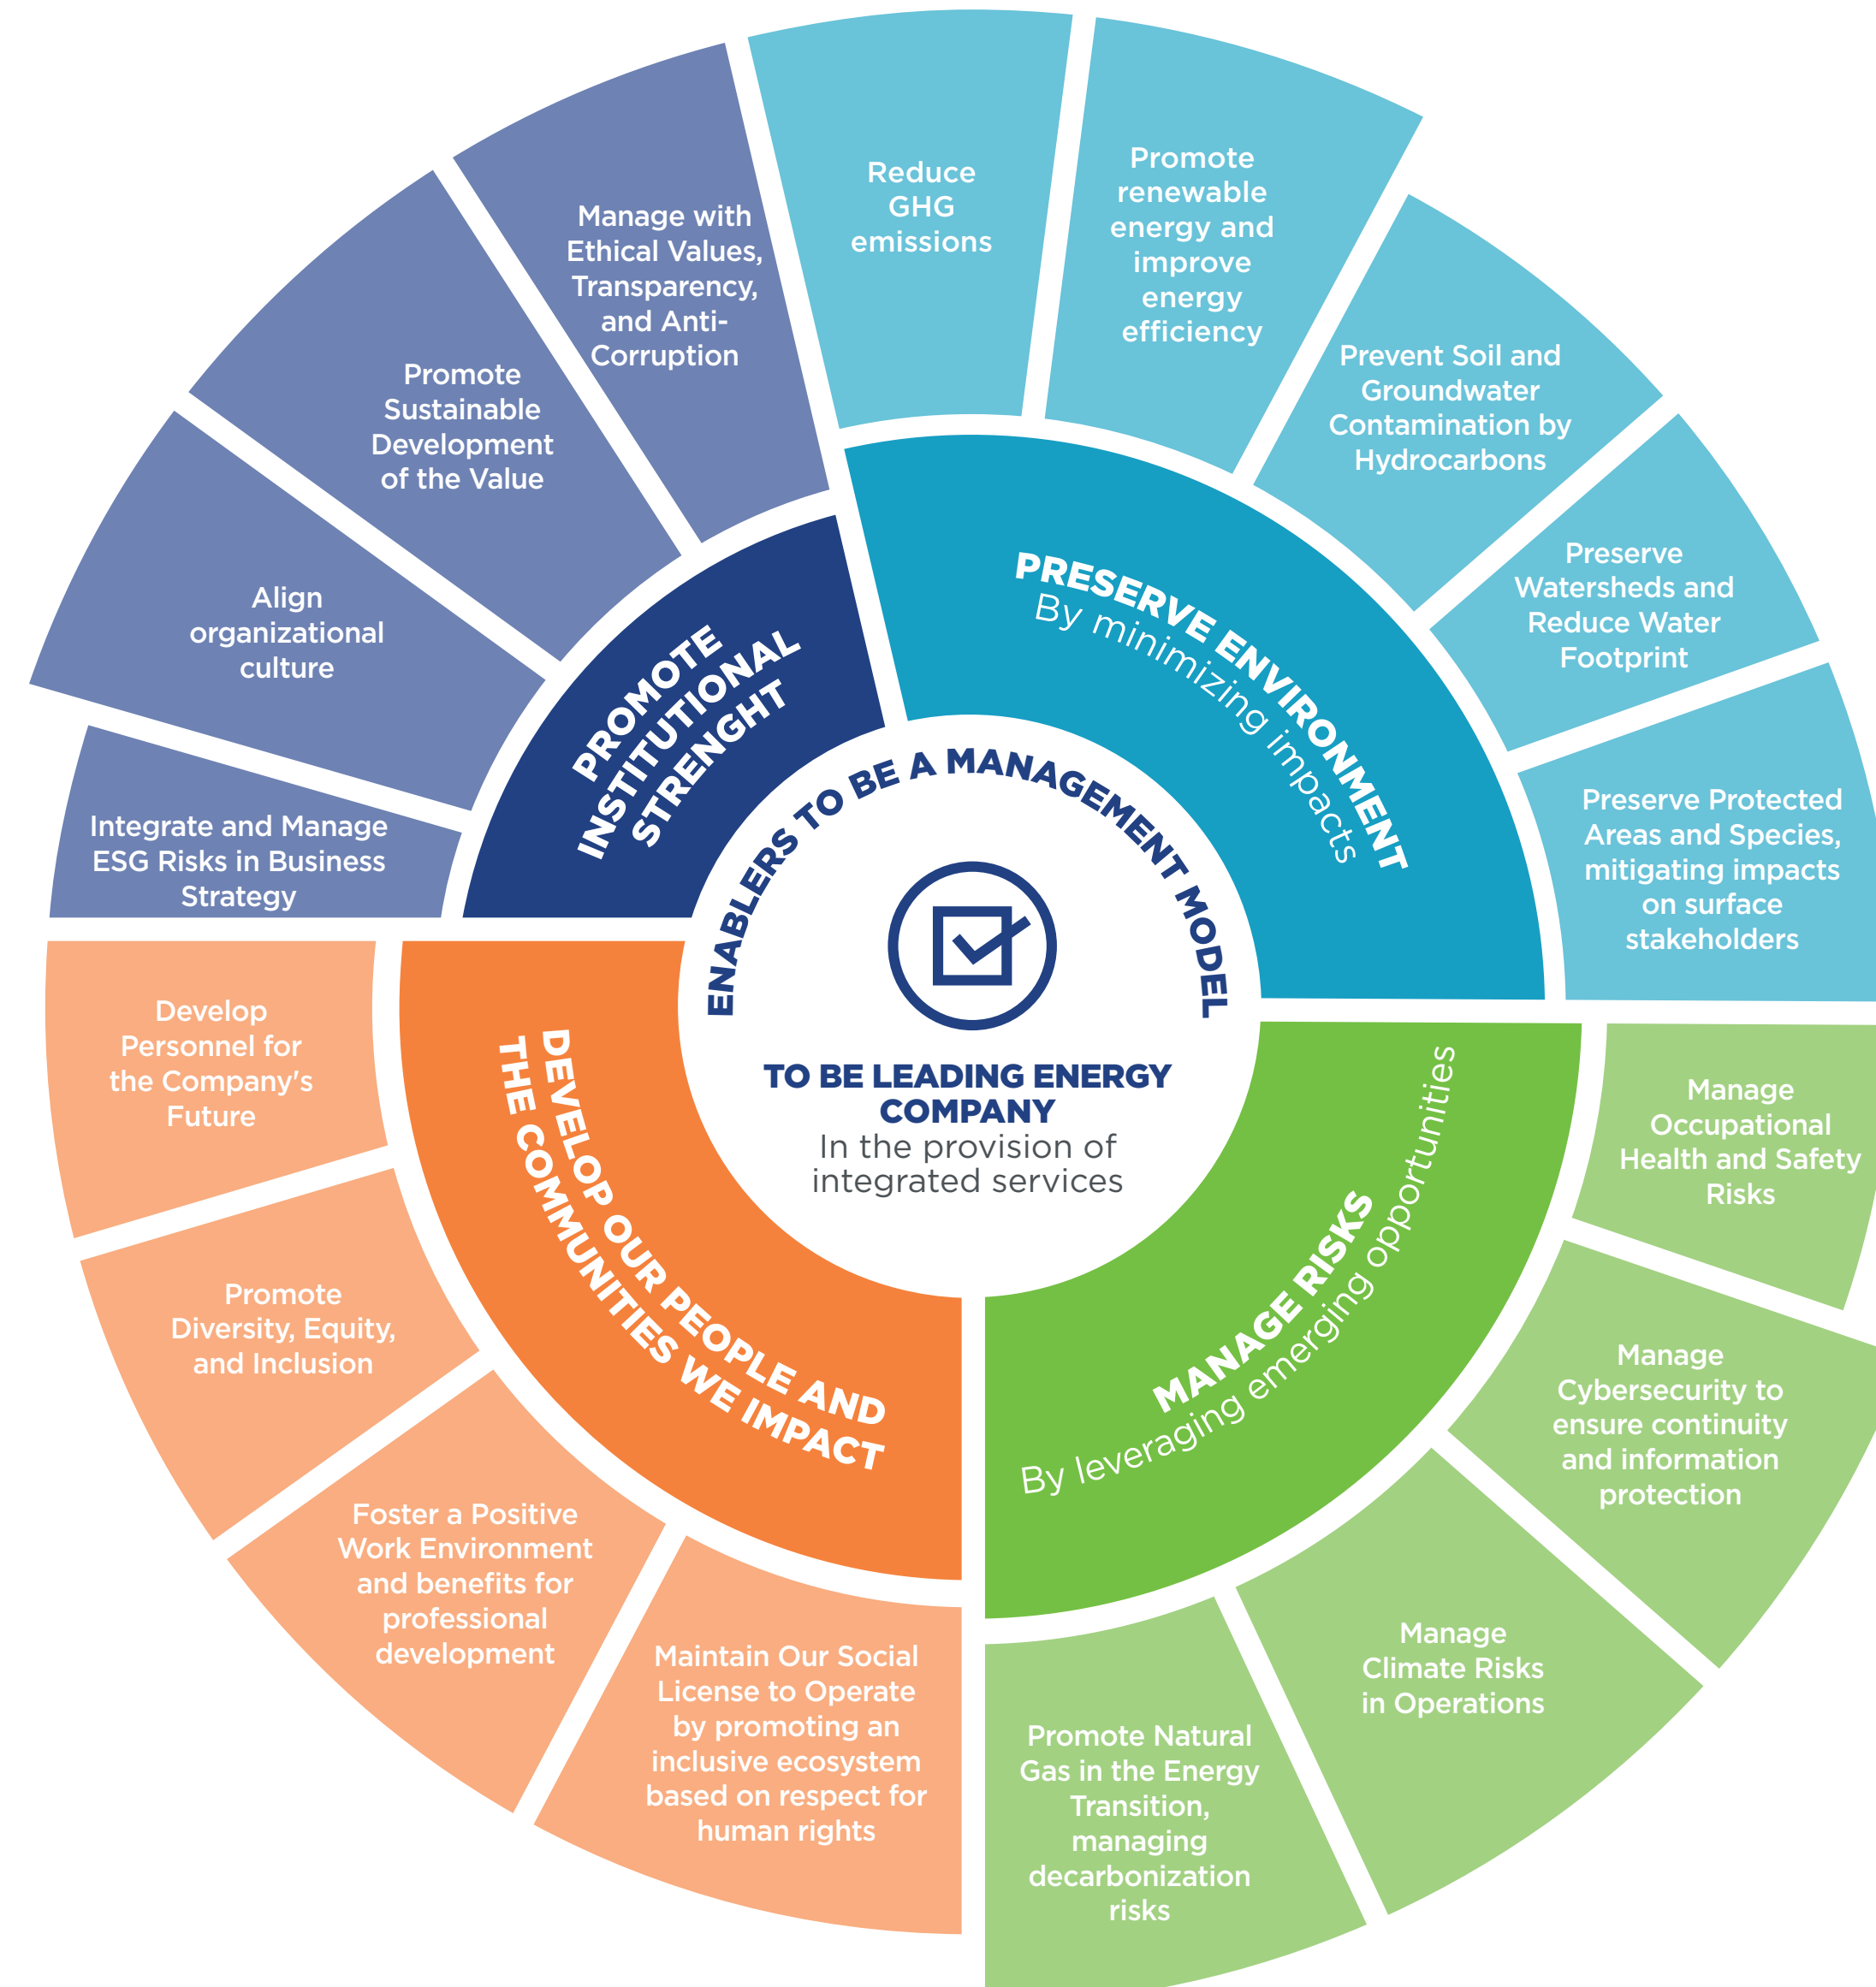 Reduce
GHG
emissions
Promote
renewable
energy and
improve
energy
efficiency
Prevent Soil and
Groundwater
Contamination by
Hydrocarbons
Preserve
Watersheds and
Reduce Water
Footprint
Preserve Protected
Areas and Species,
mitigating impacts
on surface
stakeholders
PRESERVE ENVIRONMENT
By minimizing impacts
Manage with
Ethical Values,
Transparency,
and Anti-
Corruption
Promote
Sustainable
Development
of the Value
Align
organizational
culture
Integrate and Manage
ESG Risks in Business
Strategy
PROMOTE
INSTITUTIONAL
STRENGHT
ENABLERS TO BE A MANAGEMENT MODEL
TO BE LEADING ENERGY
COMPANY
In the provision of
integrated services
Develop
Personnel for
the Company's
Future
Promote
Diversity, Equity,
and Inclusion
Foster a Positive
Work Environment
and benefits for
professional
development
Maintain Our Social
License to Operate
by promoting an
inclusive ecosystem
based on respect for
human rights
DEVELOP OUR PEOPLE AND
THE COMMUNITIES WE IMPACT
MANAGE RISKS
By leveraging emerging opportunities
Manage
Occupational
Health and Safety
Risks
Manage
Cybersecurity to
ensure continuity
and information
protection
Manage
Climate Risks
in Operations
Promote Natural
Gas in the Energy
Transition,
managing
decarbonization
risks